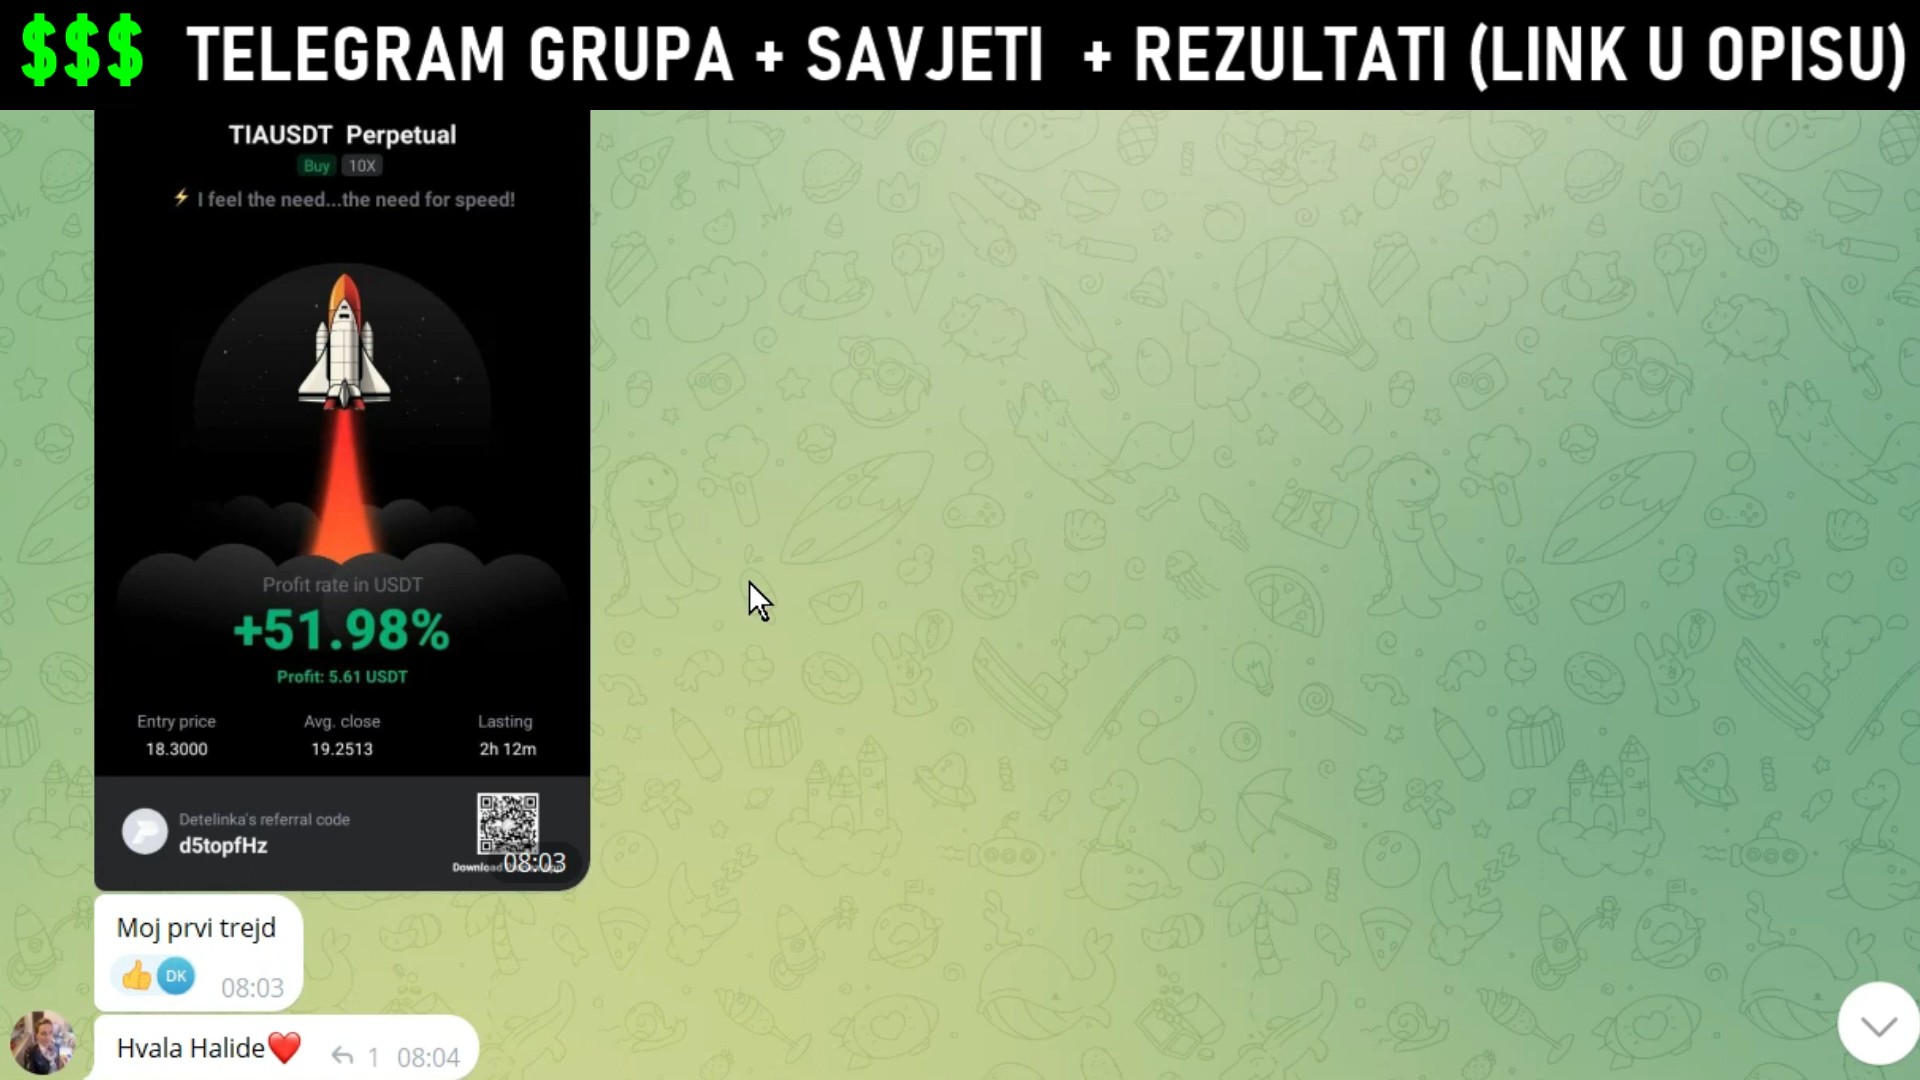 $$$ TELEGRAM GRUPA + SAVJETI + REZULTATI (LINK U OPISU)
TIAUSDT Perpetual
Buy 10X
⚡ I feel the need...the need for speed!
Profit rate in USDT
+51.98%
Profit: 5.61 USDT
Entry price Avg. close Lasting
18.3000 19.2513 2h 12m
Detelinka's referral code
d5topfHz
Download
08:03
Moj prvi trejd
👍 DK 08:03
Hvala Halide❤️ 1 08:04